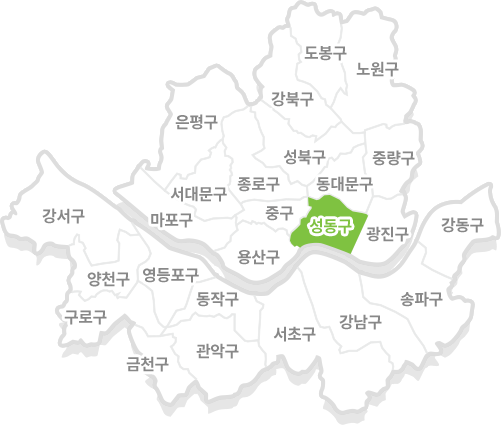 도봉구
노원구
강북구
은평구
성북구
중랑구
종로구
동대문구
서대문구
중구
마포구
강서구
성동구
강동구
광진구
용산구
영등포구
양천구
동작구
송파구
구로구
강남구
서초구
관악구
금천구